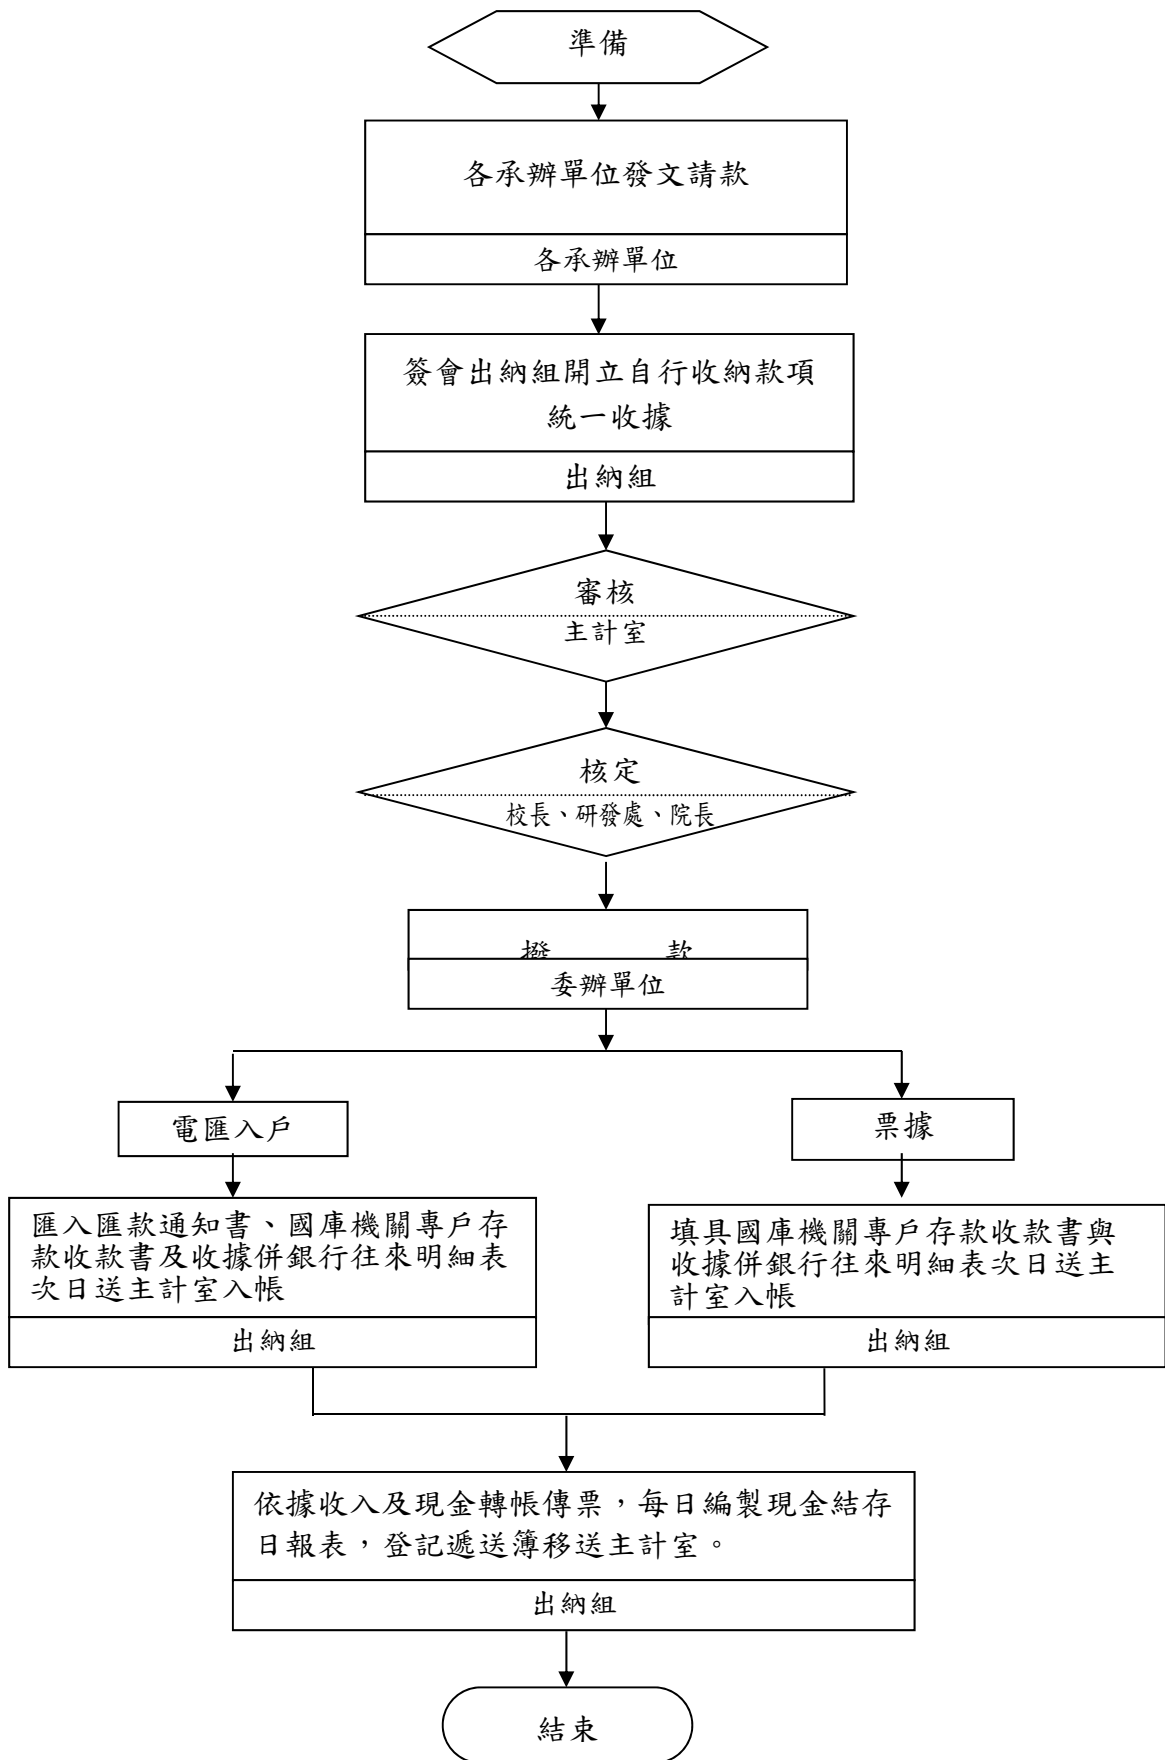 準備
各承辦單位發文請款
各承辦單位
簽會出納組開立自行收納款項
統一收據
出納組
審核
主計室
核定
校長、研發處、院長
撥 款
委辦單位
電匯入戶
票據
匯入匯款通知書、國庫機關專戶存
款收款書及收據併銀行往來明細表
次日送主計室入帳
出納組
填具國庫機關專戶存款收款書與
收據併銀行往來明細表次日送主
計室入帳
出納組
依據收入及現金轉帳傳票，每日編製現金結存
日報表，登記遞送簿移送主計室。
出納組
結束